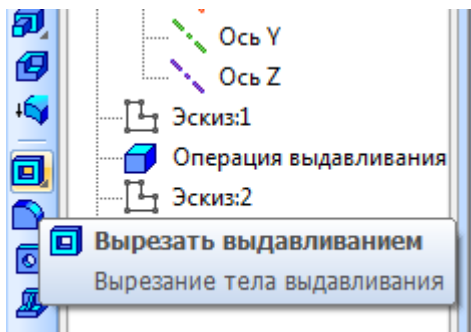 Ось Y
Ось Z
Эскиз:1
Операция выдавливания
Эскиз:2
Вырезать выдавливанием
Вырезание тела выдавливания